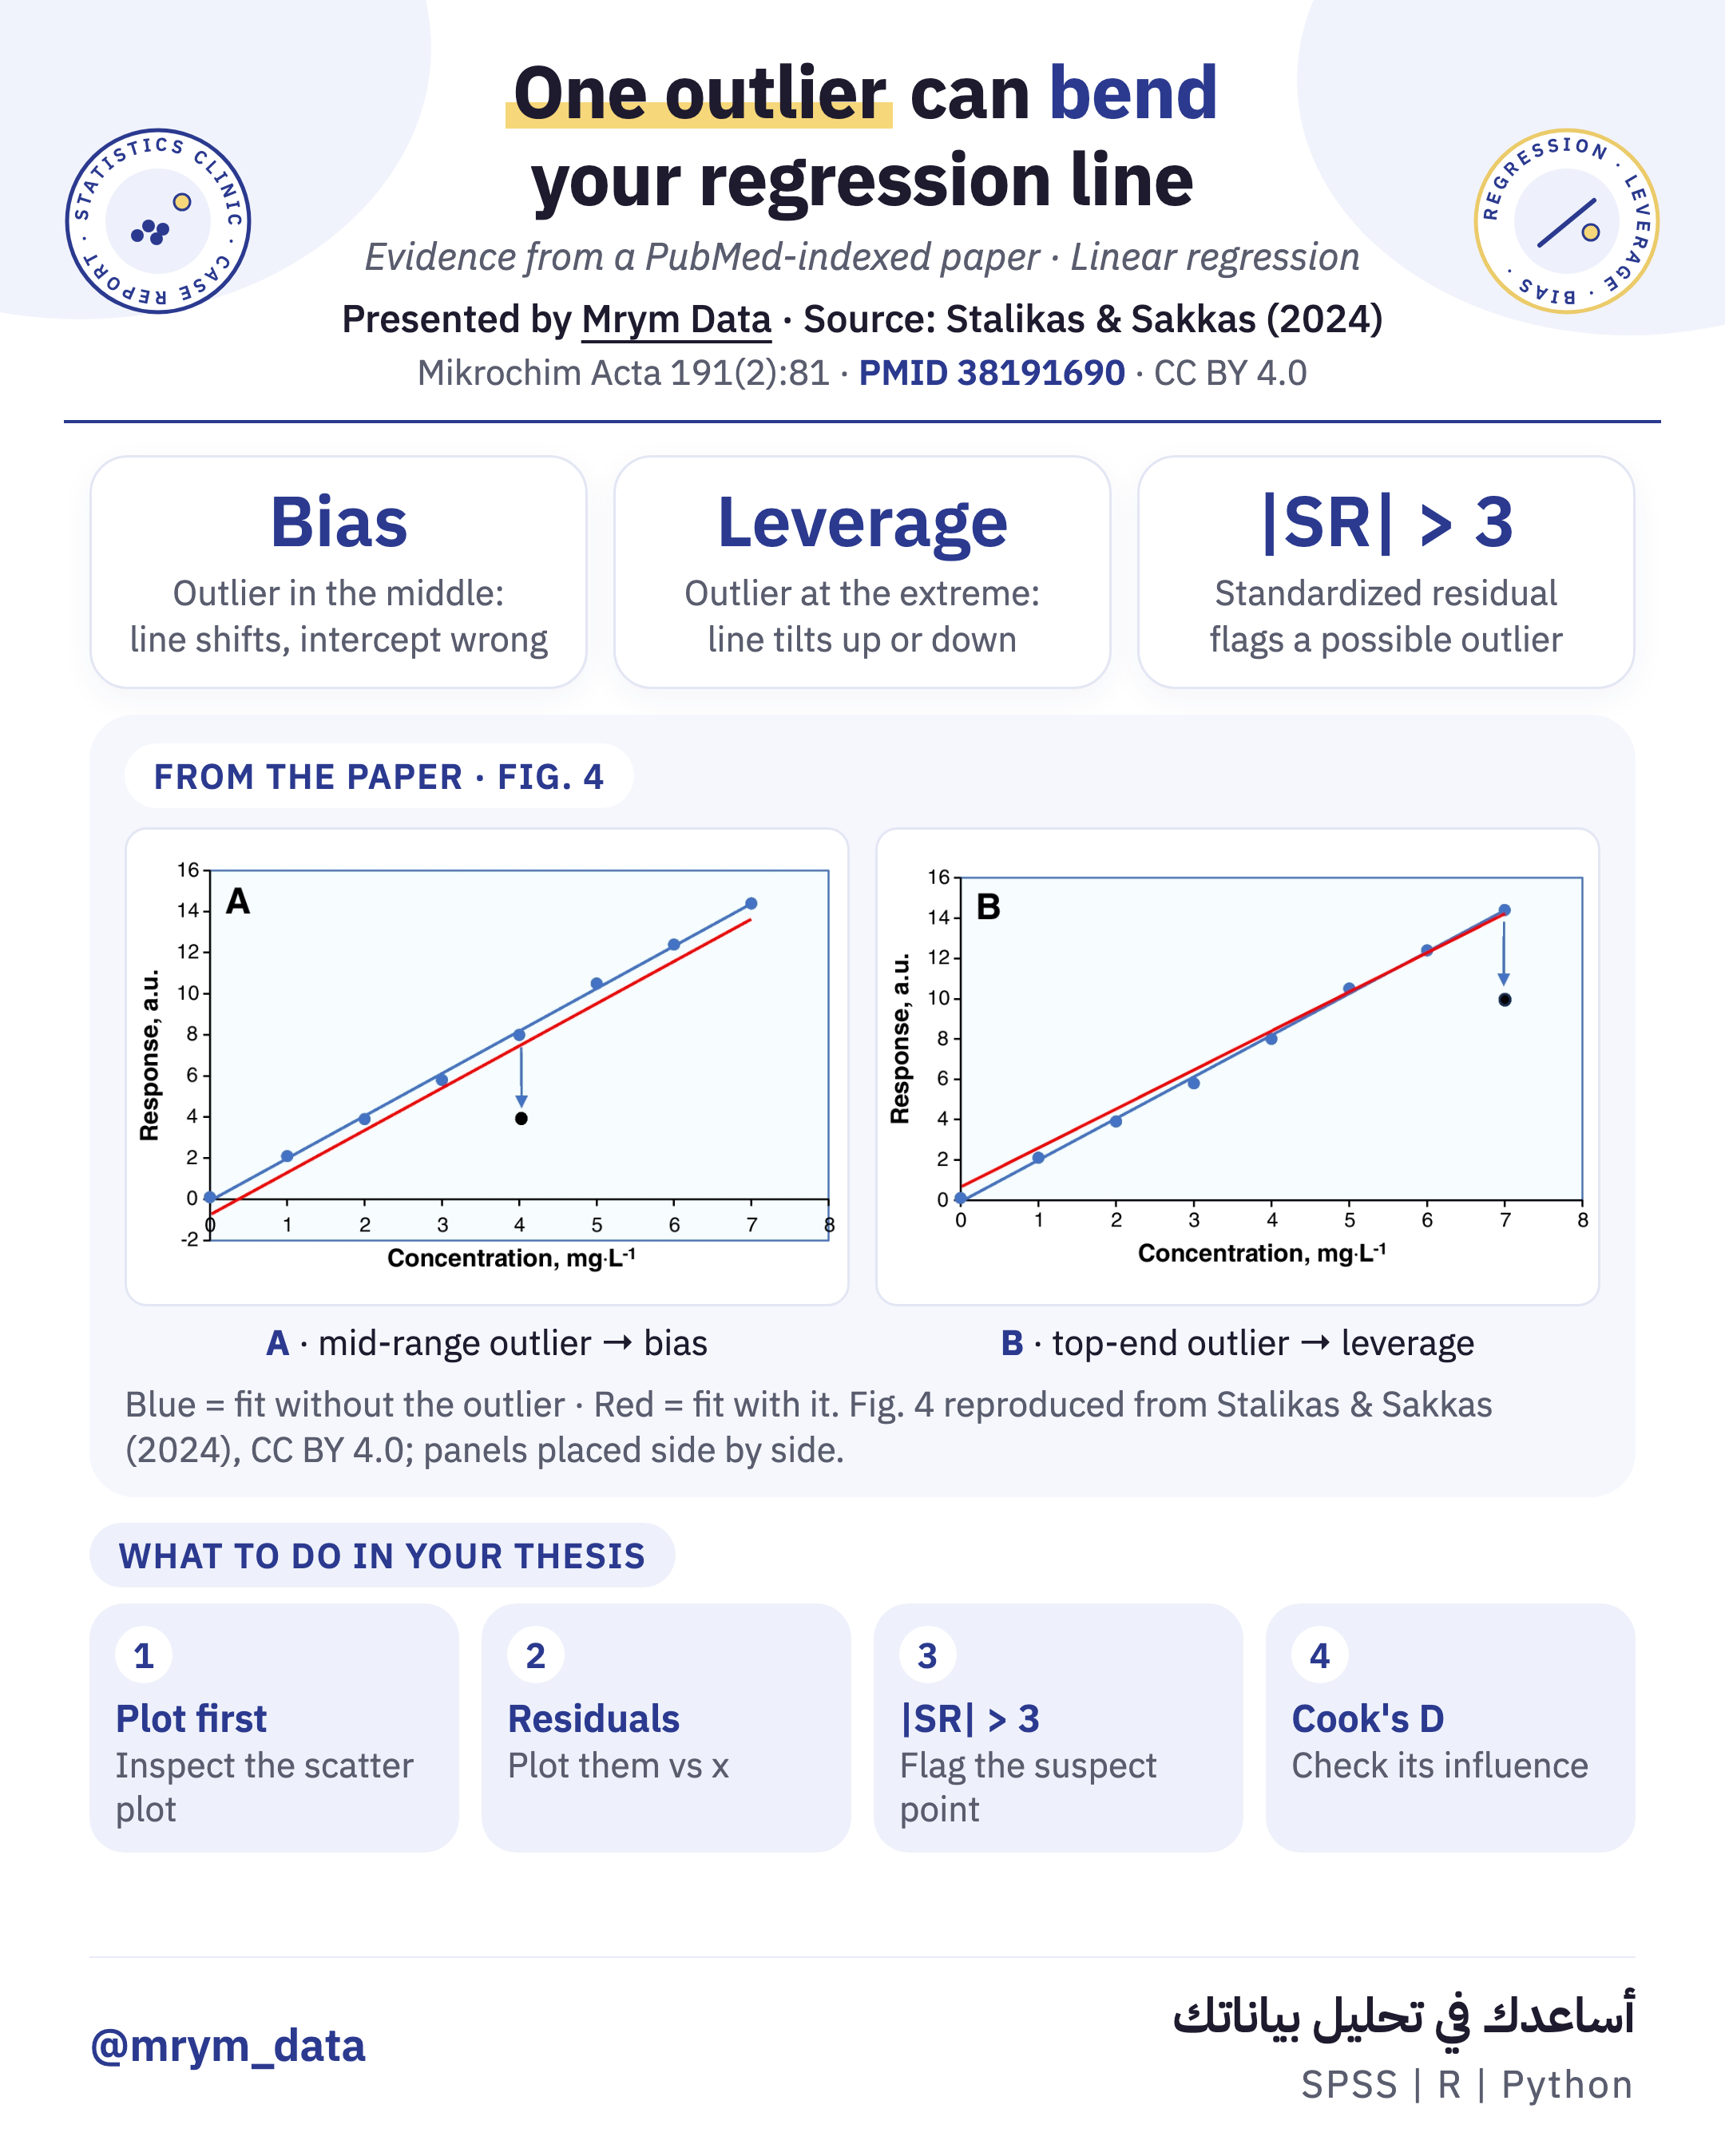 One outlier can bend
your regression line
Evidence from a PubMed-indexed paper · Linear regression
Presented by Mrym Data · Source: Stalikas & Sakkas (2024)
Mikrochim Acta 191(2):81 · PMID 38191690 · CC BY 4.0
STATISTICS CLINIC · CASE REPORT ·
REGRESSION · LEVERAGE · BIAS ·
Bias
Outlier in the middle:
line shifts, intercept wrong
Leverage
Outlier at the extreme:
line tilts up or down
|SR| > 3
Standardized residual
flags a possible outlier
FROM THE PAPER · FIG. 4
A
16
14
12
10
8
6
4
2
0
-2
0 1 2 3 4 5 6 7 8
Response, a.u.
Concentration, mg·L-1
B
16
14
12
10
8
6
4
2
0
0 1 2 3 4 5 6 7 8
Response, a.u.
Concentration, mg·L-1
A · mid-range outlier → bias
B · top-end outlier → leverage
Blue = fit without the outlier · Red = fit with it. Fig. 4 reproduced from Stalikas & Sakkas
(2024), CC BY 4.0; panels placed side by side.
WHAT TO DO IN YOUR THESIS
1
Plot first
Inspect the scatter
plot
2
Residuals
Plot them vs x
3
|SR| > 3
Flag the suspect
point
4
Cook's D
Check its influence
@mrym_data
أساعدك في تحليل بياناتك
SPSS | R | Python